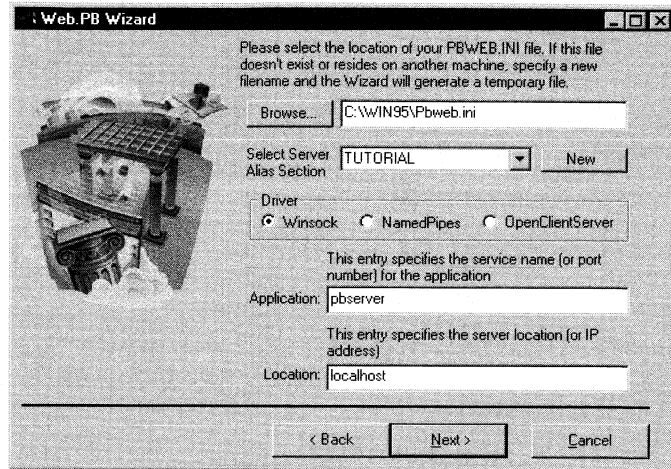 Web.PB Wizard
Please select the location of your PBWEB.INI file. If this file
doesn't exist or resides on another machine, specify a new
filename and the Wizard will generate a temporary file.
Browse... C:\WIN95\Pbweb.ini
Select Server
Alias Section
TUTORIAL New
Driver
Winsock NamedPipes OpenClientServer
This entry specifies the service name (or port
number) for the application
Application: pbserver
This entry specifies the server location (or IP
address)
Location: localhost
< Back Next > Cancel